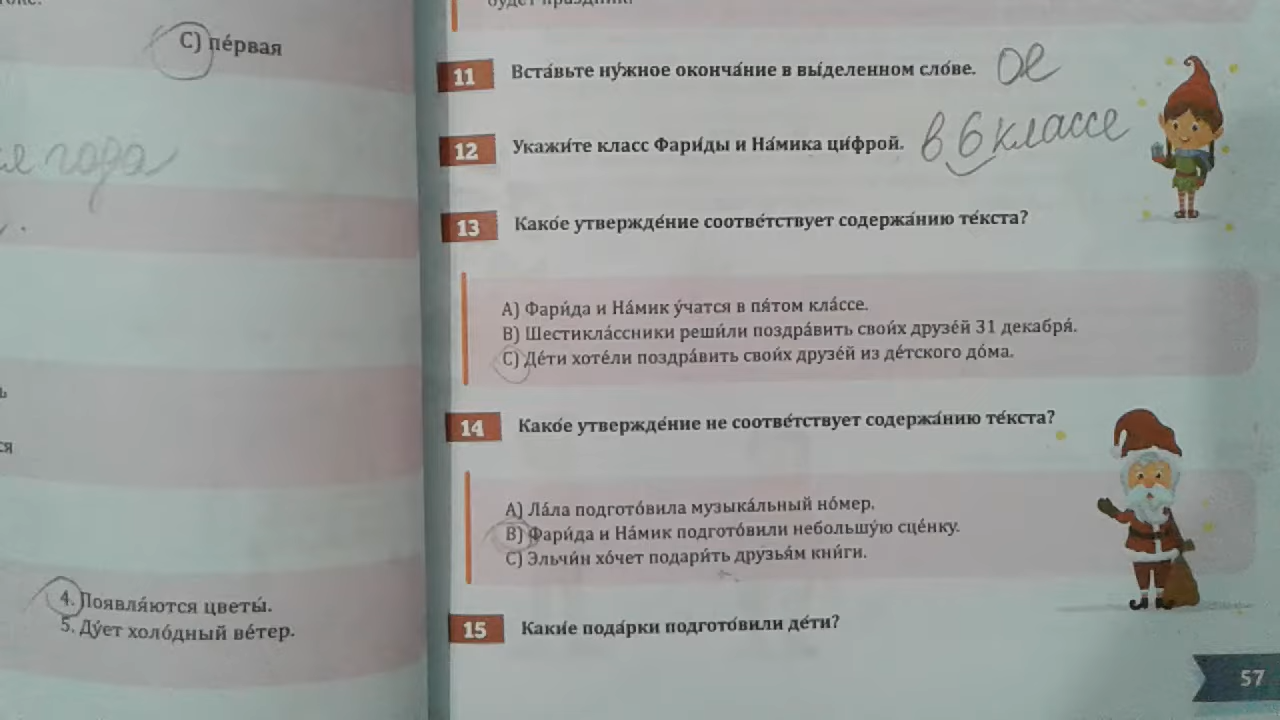 C) пе́рвая
я года
4. Появля́ются цветы́.
5. Ду́ет холо́дный ве́тер.
11 Вста́вьте ну́жное оконча́ние в вы́деленном сло́ве. ое
12 Укажи́те класс Фари́ды и На́мика ци́фрой. в 6 классе
13 Како́е утвержде́ние соотве́тствует содержа́нию те́кста?
A) Фари́да и На́мик у́чатся в пя́том кла́ссе.
B) Шестикла́ссники реши́ли поздра́вить свои́х друзе́й 31 декабря́.
C) Де́ти хоте́ли поздра́вить свои́х друзе́й из де́тского до́ма.
14 Како́е утвержде́ние не соотве́тствует содержа́нию те́кста?
A) Ла́ла подгото́вила музыка́льный но́мер.
B) Фари́да и На́мик подгото́вили небольшу́ю сце́нку.
C) Эльчи́н хо́чет подари́ть друзья́м кни́ги.
15 Каки́е пода́рки подгото́вили де́ти?
57